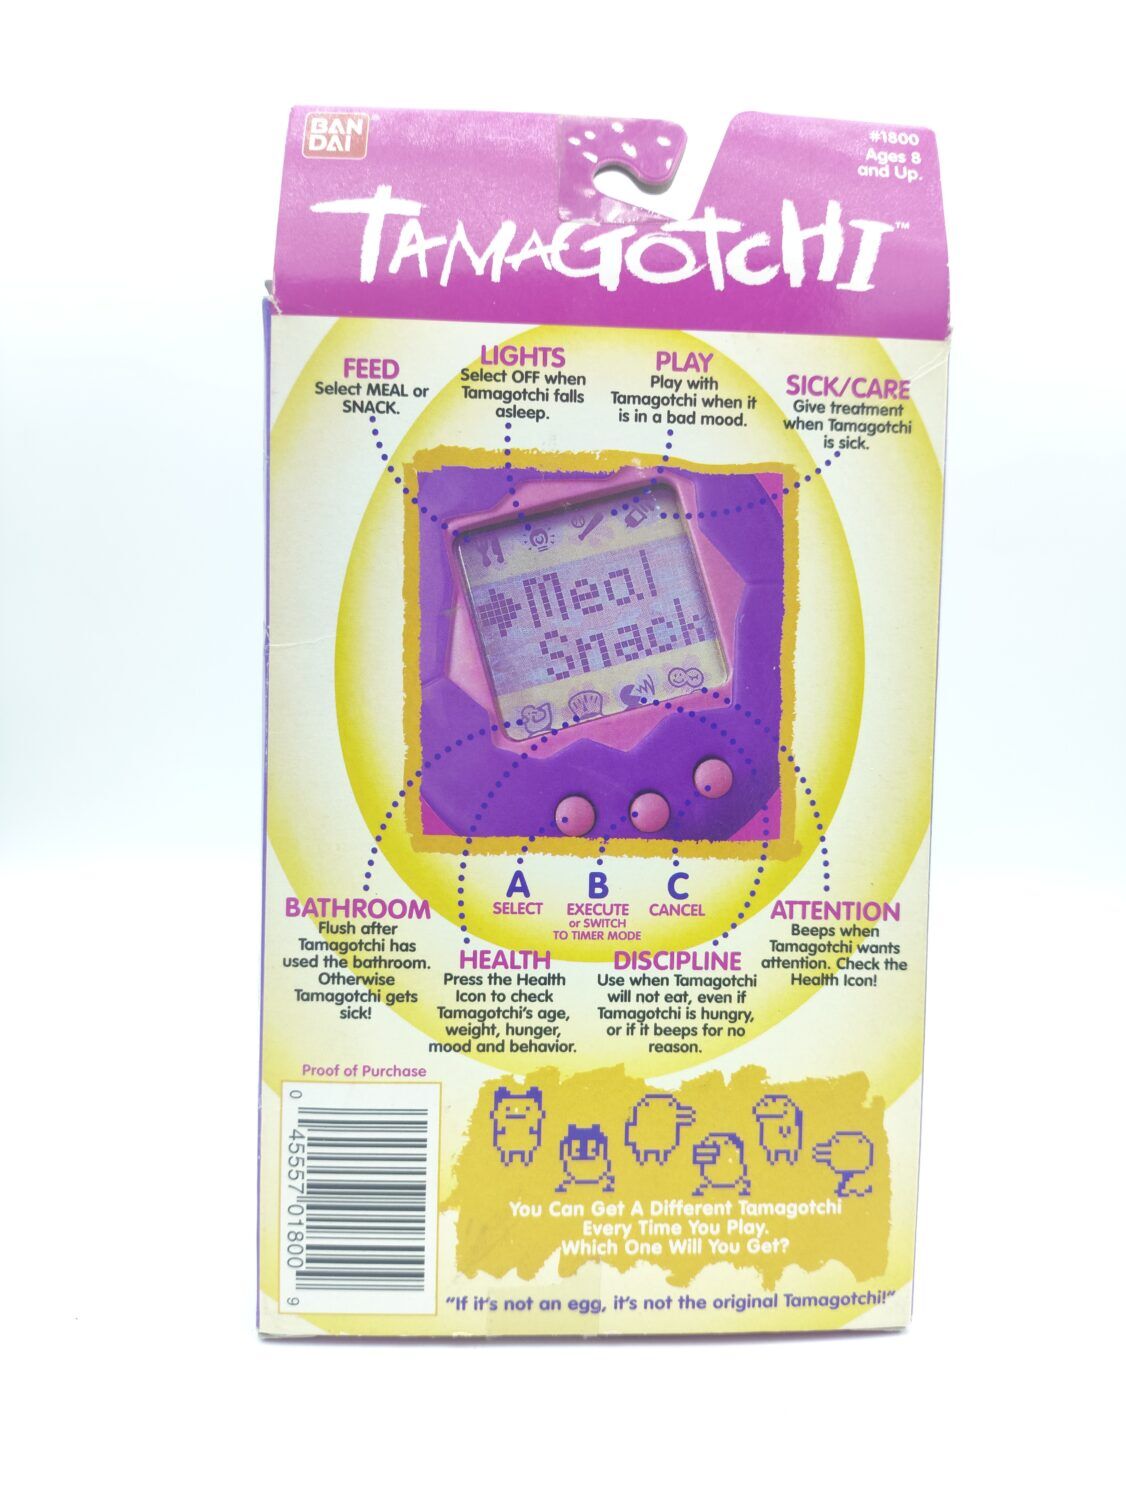 BAN
DAI
#1800
Ages 8
and Up.
TAMAGOTCHI™
FEED
Select MEAL or
SNACK.
LIGHTS
Select OFF when
Tamagotchi falls
asleep.
PLAY
Play with
Tamagotchi when it
is in a bad mood.
SICK/CARE
Give treatment
when Tamagotchi
is sick.
Meal
Snack
A
SELECT
B
EXECUTE
or SWITCH
TO TIMER MODE
C
CANCEL
BATHROOM
Flush after
Tamagotchi has
used the bathroom.
Otherwise
Tamagotchi gets
sick!
HEALTH
Press the Health
Icon to check
Tamagotchi's age,
weight, hunger,
mood and behavior.
DISCIPLINE
Use when Tamagotchi
will not eat, even if
Tamagotchi is hungry,
or if it beeps for no
reason.
ATTENTION
Beeps when
Tamagotchi wants
attention. Check the
Health Icon!
Proof of Purchase
0 45557 01800 9
You Can Get A Different Tamagotchi
Every Time You Play.
Which One Will You Get?
"If it's not an egg, it's not the original Tamagotchi!"